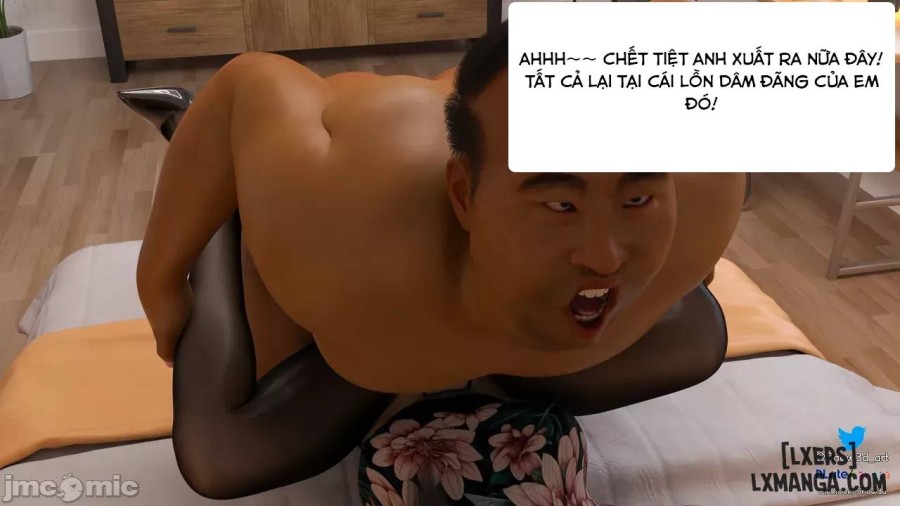 AHHH~~ CHẾT TIỆT ANH XUẤT RA NỮA ĐÂY!
TẤT CẢ LẠI TẠI CÁI LỒN DÂM ĐÃNG CỦA EM
ĐÓ!
[LXERS]
LXMANGA.COM
jmcomic